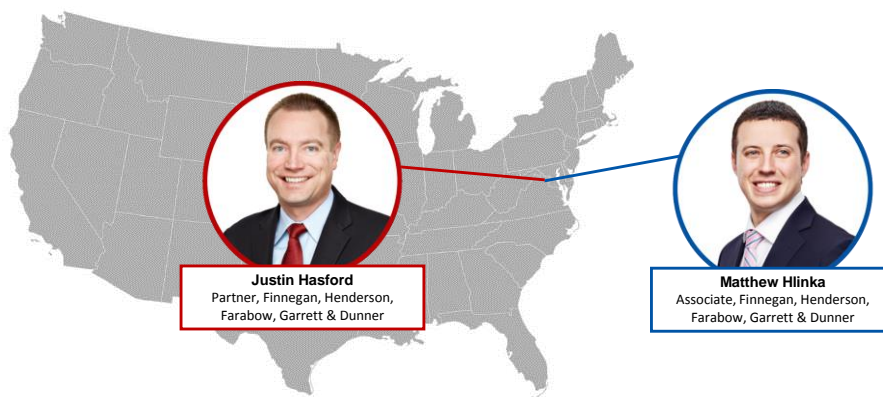 Justin Hasford
Partner, Finnegan, Henderson,
Farabow, Garrett & Dunner
Matthew Hlinka
Associate, Finnegan, Henderson,
Farabow, Garrett & Dunner